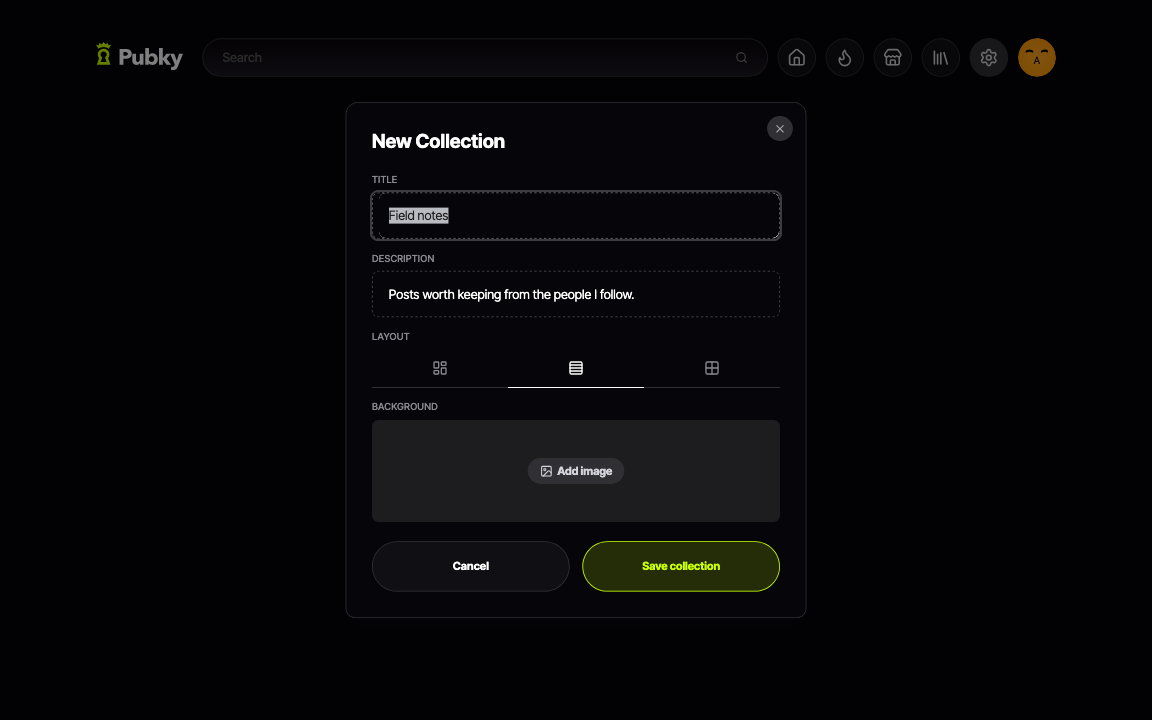 Pubky
Search
A
New Collection
TITLE
Field notes
DESCRIPTION
Posts worth keeping from the people I follow.
LAYOUT
BACKGROUND
Add image
Cancel
Save collection